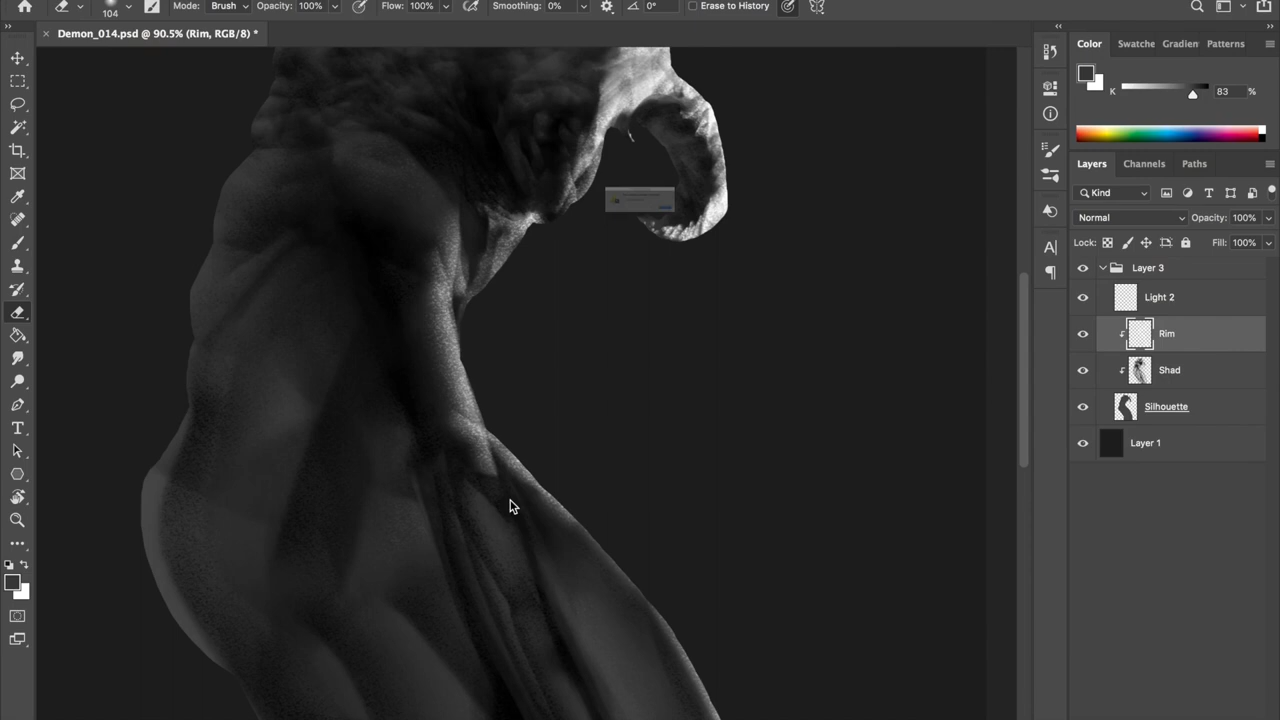 104
Mode: Brush
Opacity: 100%
Flow: 100%
Smoothing: 0%
0°
Erase to History
Demon_014.psd @ 90.5% (Rim, RGB/8) *
Color Swatche Gradien Patterns
K 83 %
Layers Channels Paths
Kind
Normal Opacity: 100%
Lock: Fill: 100%
Layer 3
Light 2
Rim
Shad
Silhouette
Layer 1